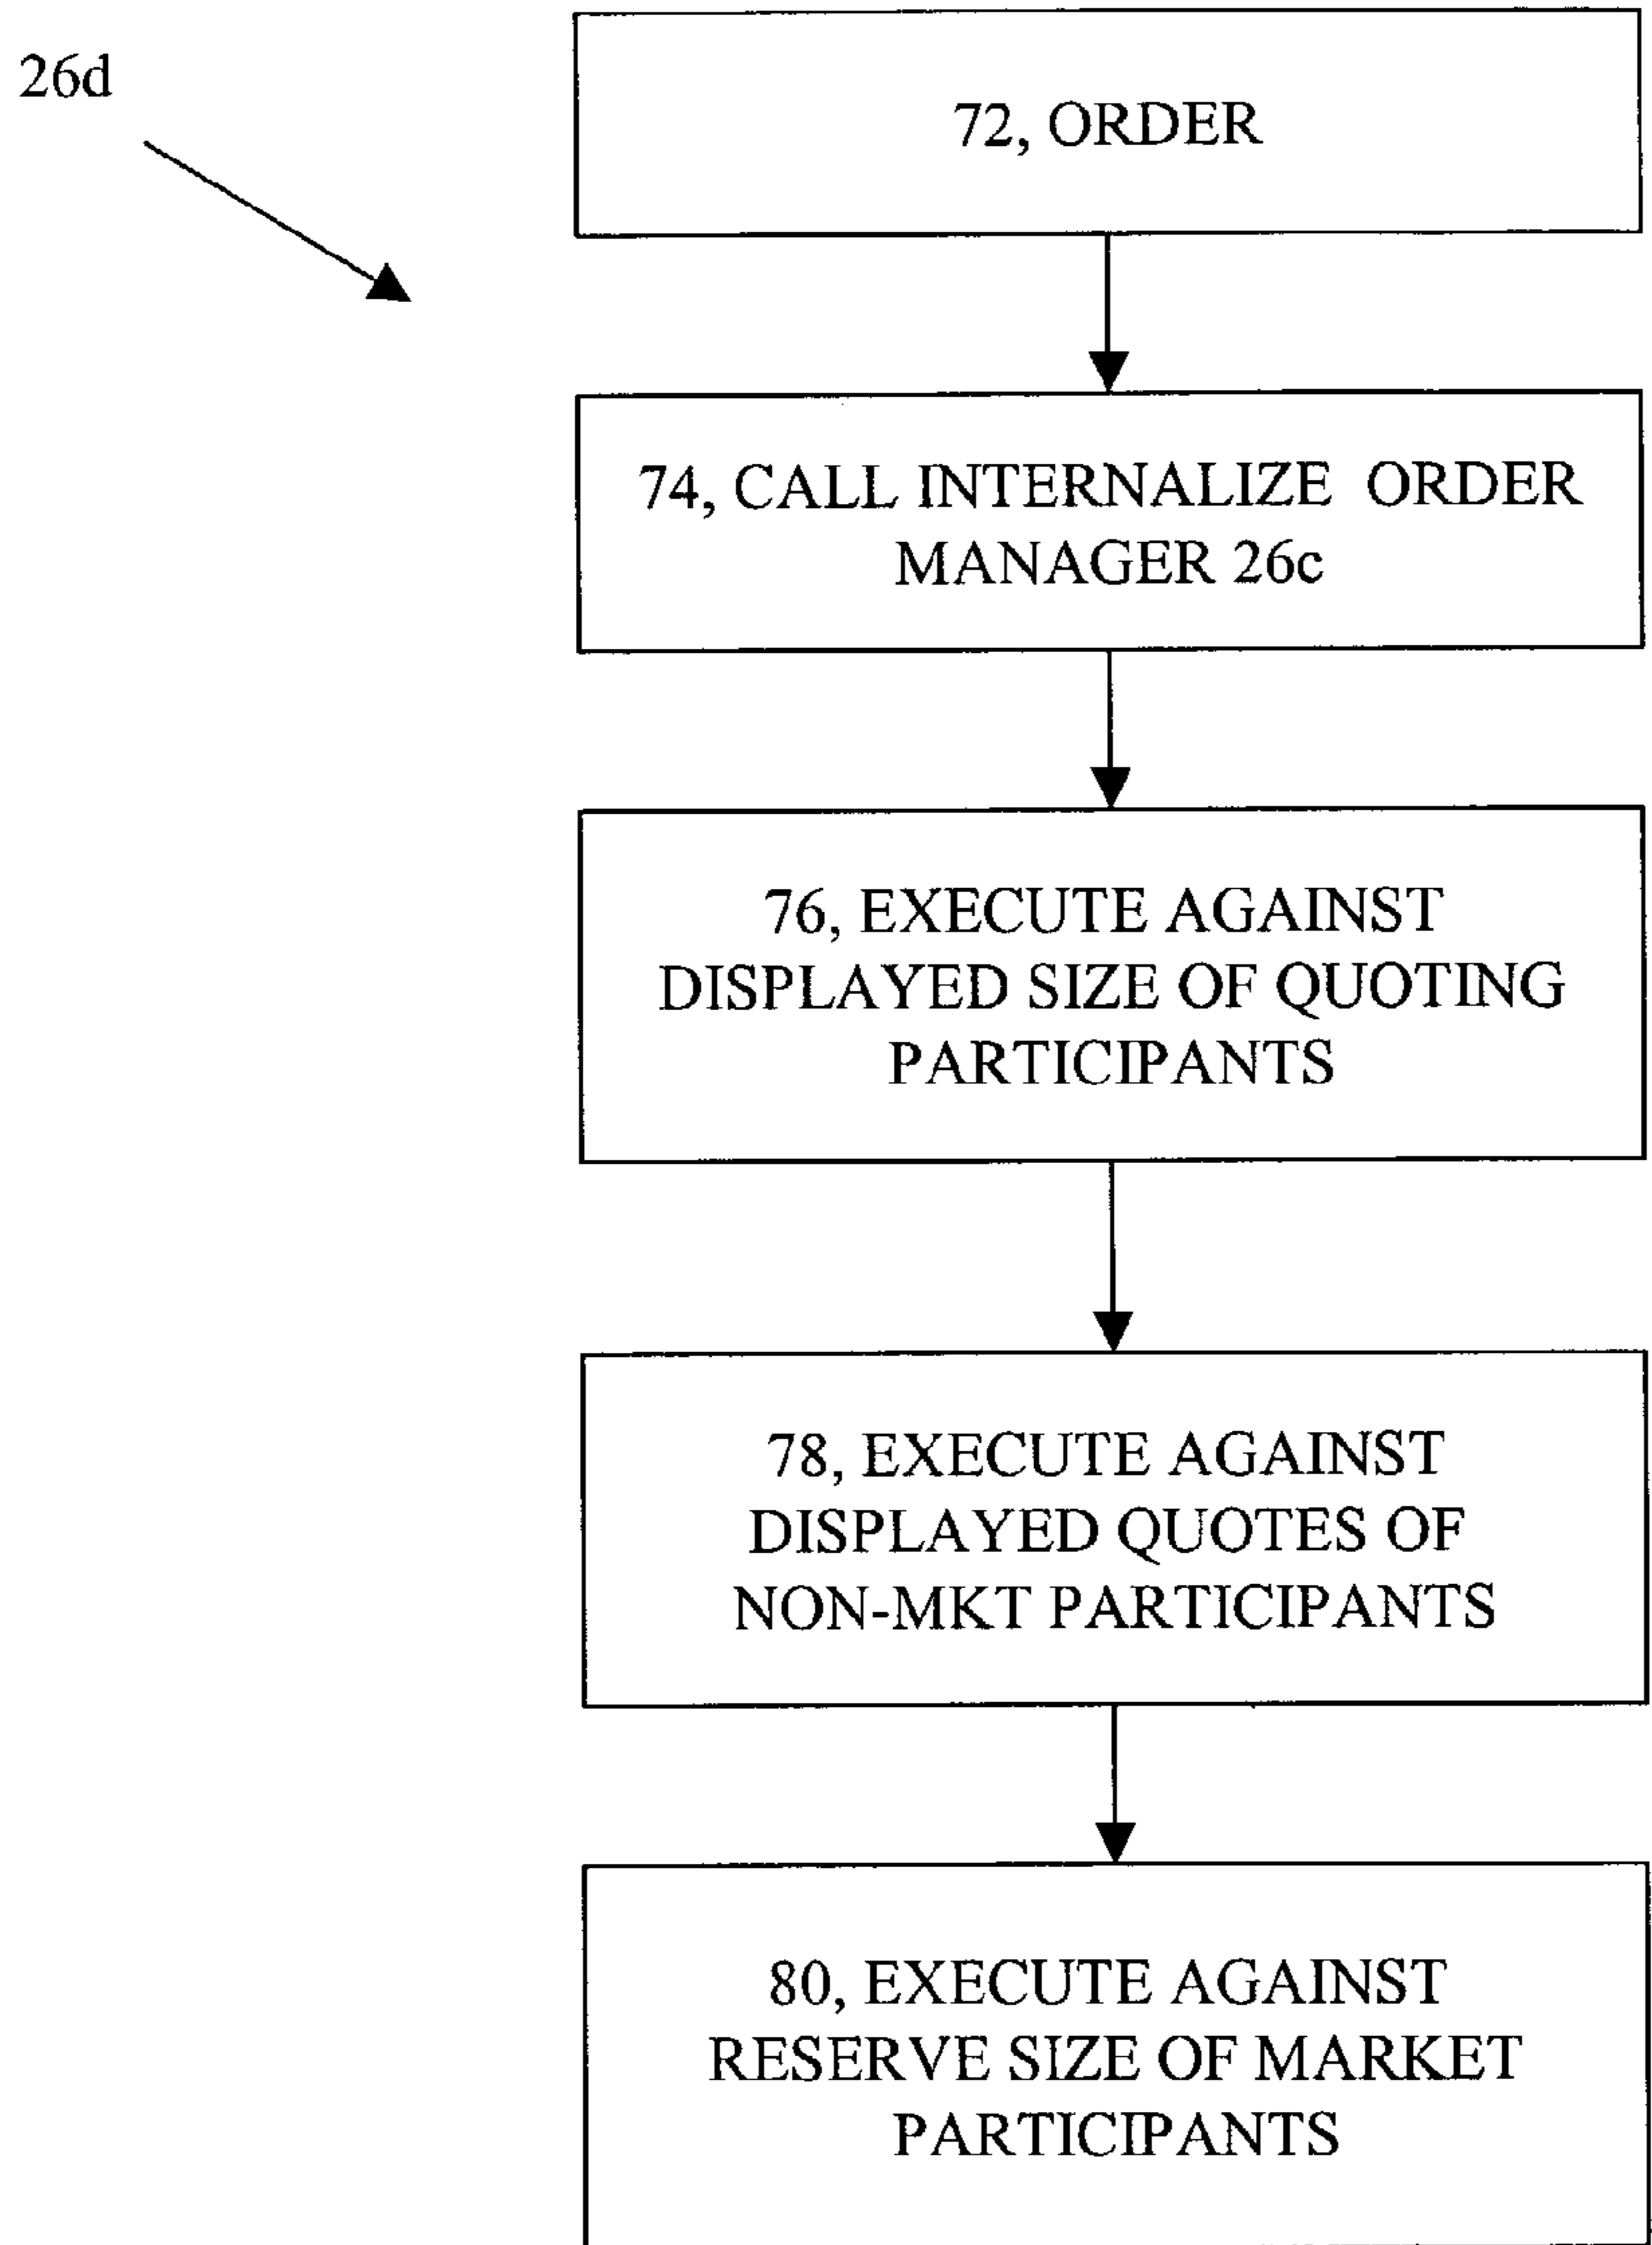 26d
72, ORDER
74, CALL INTERNALIZE ORDER
MANAGER 26c
76, EXECUTE AGAINST
DISPLAYED SIZE OF QUOTING
PARTICIPANTS
78, EXECUTE AGAINST
DISPLAYED QUOTES OF
NON-MKT PARTICIPANTS
80, EXECUTE AGAINST
RESERVE SIZE OF MARKET
PARTICIPANTS